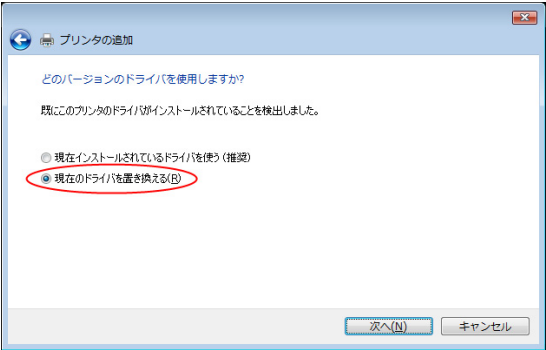 プリンタの追加
どのバージョンのドライバを使用しますか?
既にこのプリンタのドライバがインストールされていることを検出しました。
現在インストールされているドライバを使う(推奨)
現在のドライバを置き換える(R)
次へ(N)
キャンセル